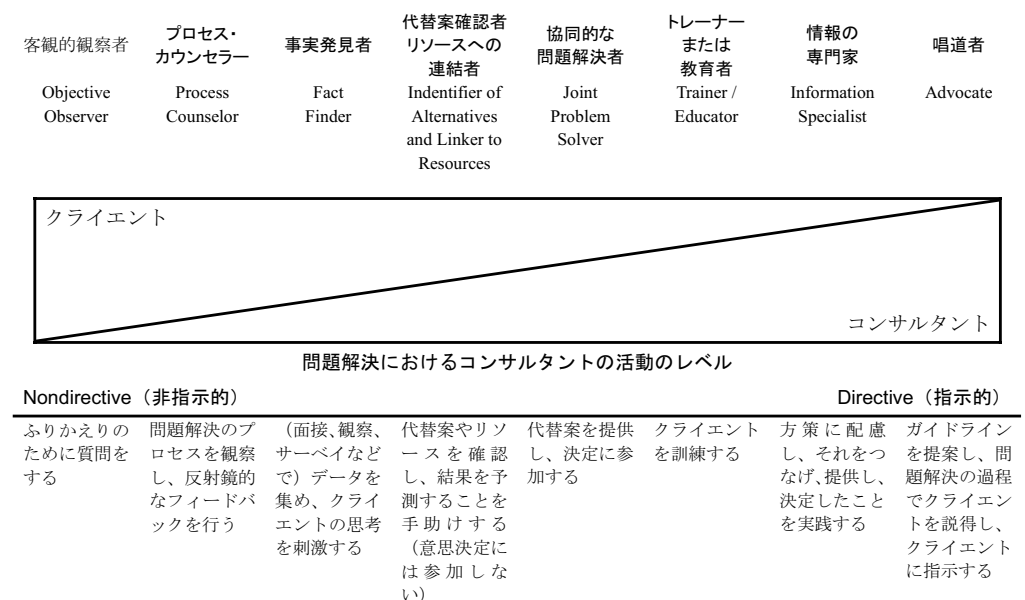 客観的観察者
Objective
Observer
プロセス・
カウンセラー
Process
Counselor
事実発見者
Fact
Finder
代替案確認者
リソースへの
連結者
Indentifier of
Alternatives
and Linker to
Resources
協同的な
問題解決者
Joint
Problem
Solver
トレーナー
または
教育者
Trainer /
Educator
情報の
専門家
Information
Specialist
唱道者
Advocate
クライエント
コンサルタント
問題解決におけるコンサルタントの活動のレベル
Nondirective（非指示的）
Directive（指示的）
ふりかえりの
ために質問を
する
問題解決のプ
ロセスを観察
し、反射鏡的
なフィードバ
ックを行う
（面接、観察、
サーベイなど
で）データを
集め、クライ
エントの思考
を刺激する
代替案やリソ
ースを確認
し、結果を予
測することを
手助けする
（意思決定に
は参加しな
い）
代替案を提供
し、決定に参
加する
クライエント
を訓練する
方策に配慮
し、それをつ
なげ、提供し、
決定したこと
を実践する
ガイドライン
を提案し、問
題解決の過程
でクライエン
トを説得し、
クライエント
に指示する